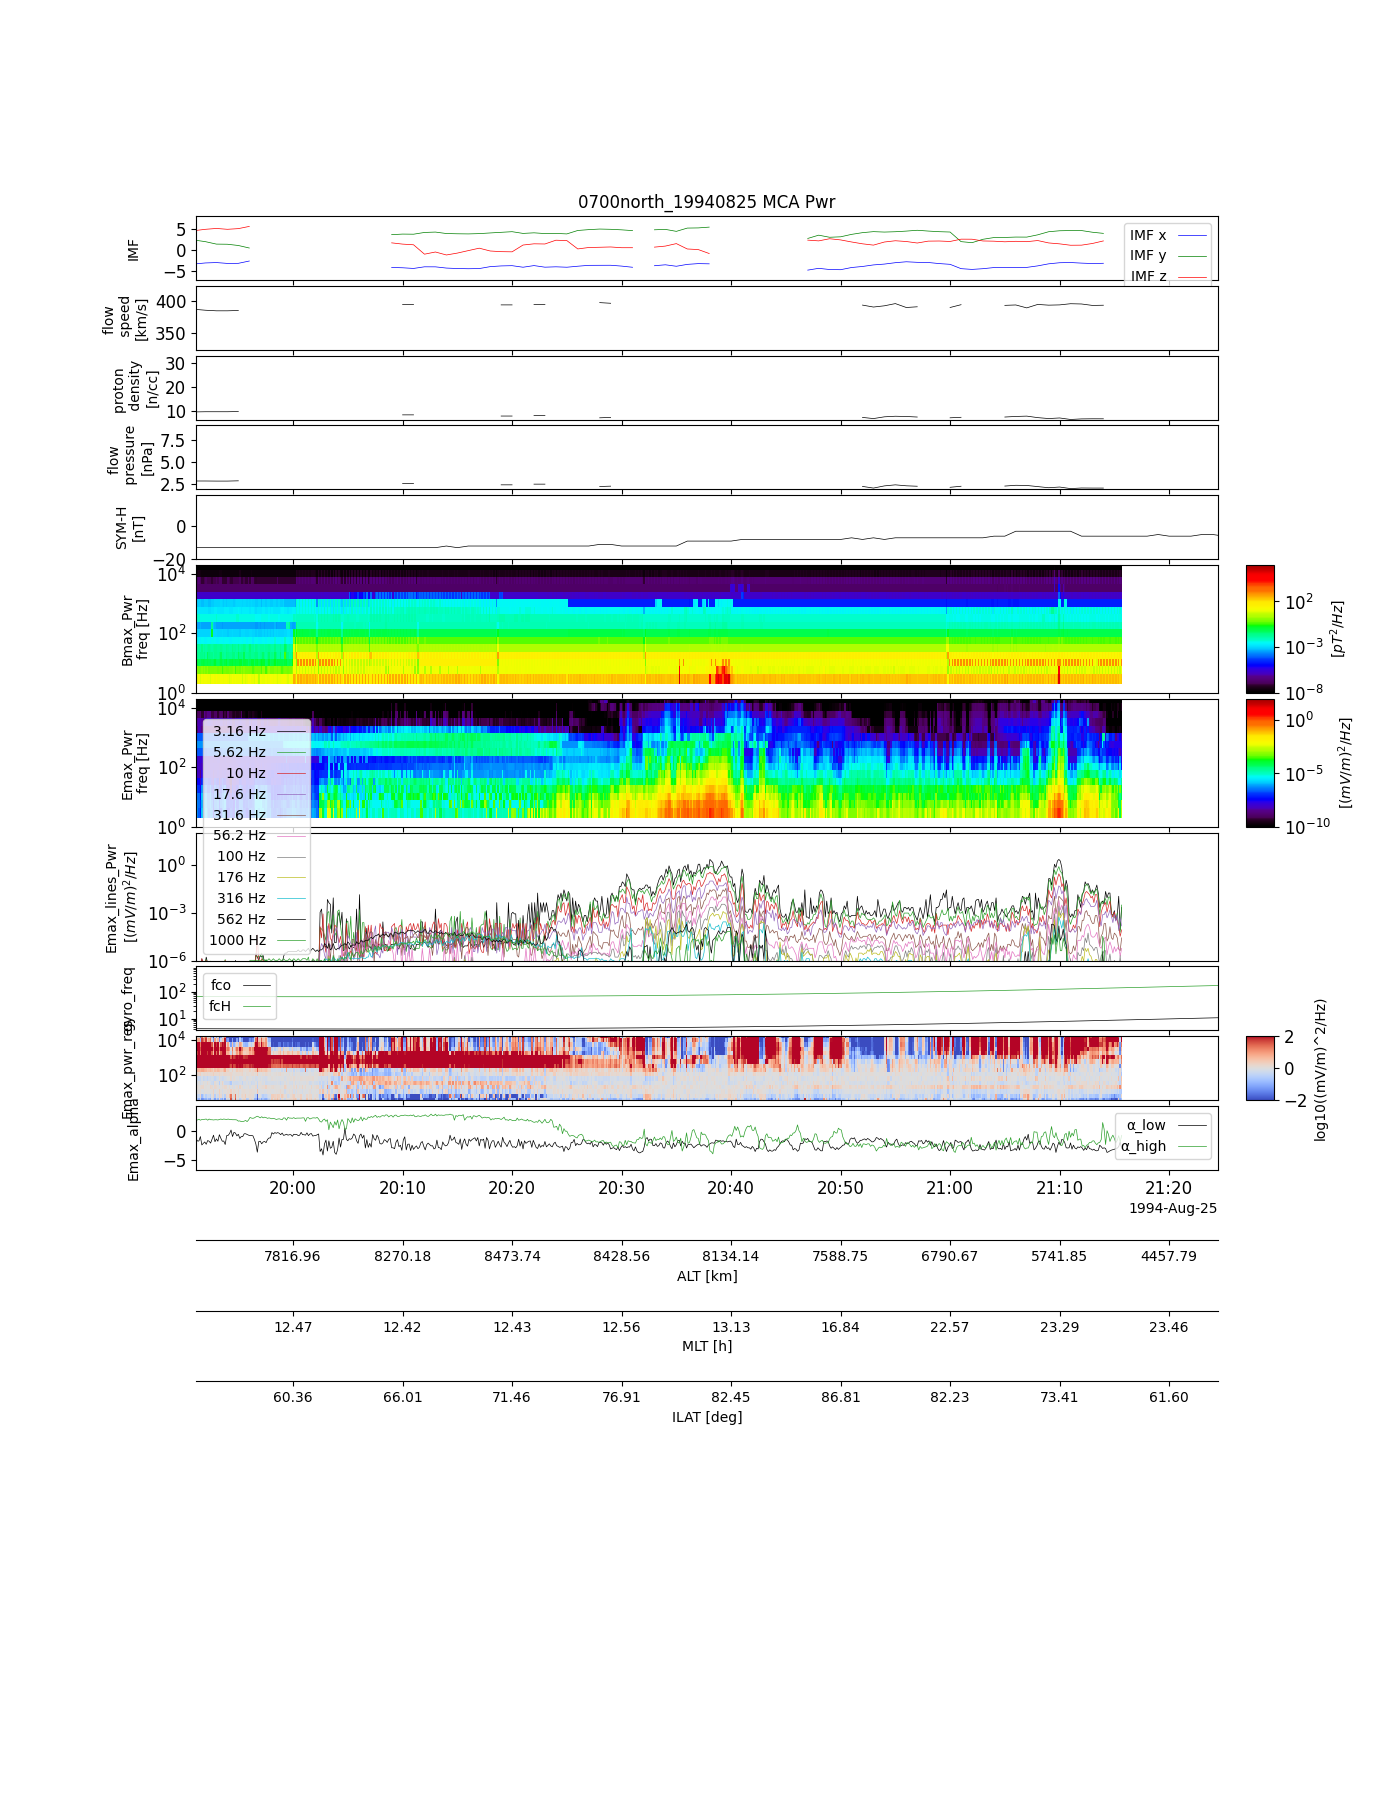 0700north_19940825 MCA Pwr
IMF
5
0
−5
IMF x
IMF y
IMF z
flow
speed
[km/s]
400
350
proton
density
[n/cc]
30
20
10
flow
pressure
[nPa]
7.5
5.0
2.5
SYM-H
[nT]
0
−20
Bmax_Pwr
freq [Hz]
10^4
10^2
10^0
10^2
10^−3
10^−8
[pT^2/Hz]
Emax_Pwr
freq [Hz]
10^4
10^2
10^0
10^0
10^−5
10^−10
[(mV/m)^2/Hz]
3.16 Hz
5.62 Hz
10 Hz
17.6 Hz
31.6 Hz
56.2 Hz
100 Hz
176 Hz
316 Hz
562 Hz
1000 Hz
Emax_lines_Pwr
[(mV/m)^2/Hz]
10^0
10^−3
10^−6
gyro_freq
10^2
10^1
fco
fcH
Emax_pwr_reg
10^4
10^2
2
0
−2
log10((mV/m)^2/Hz)
Emax_alpha
0
−5
α_low
α_high
20:00 20:10 20:20 20:30 20:40 20:50 21:00 21:10 21:20
1994-Aug-25
7816.96 8270.18 8473.74 8428.56 8134.14 7588.75 6790.67 5741.85 4457.79
ALT [km]
12.47 12.42 12.43 12.56 13.13 16.84 22.57 23.29 23.46
MLT [h]
60.36 66.01 71.46 76.91 82.45 86.81 82.23 73.41 61.60
ILAT [deg]